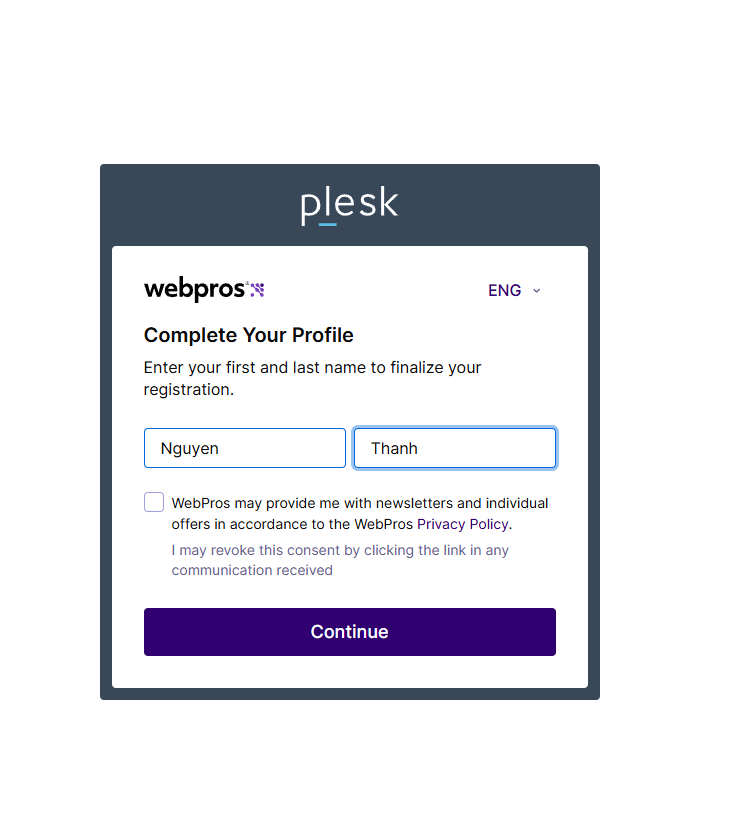 plesk
webpros®
ENG
Complete Your Profile
Enter your first and last name to finalize your
registration.
Nguyen
Thanh
WebPros may provide me with newsletters and individual
offers in accordance to the WebPros Privacy Policy.
I may revoke this consent by clicking the link in any
communication received
Continue